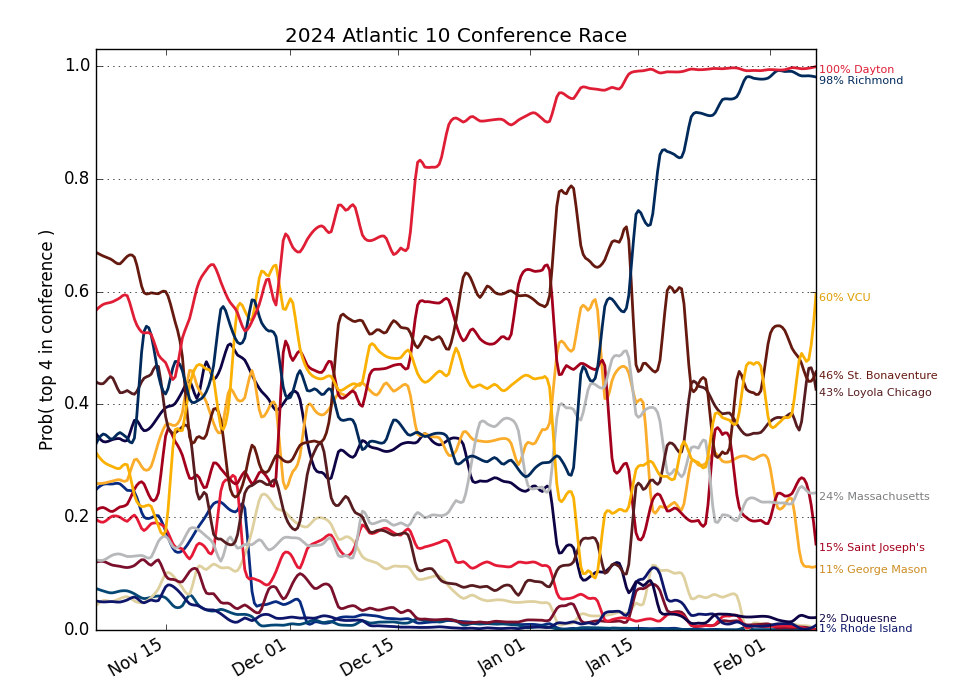 2024 Atlantic 10 Conference Race
Prob( top 4 in conference )
1.0
0.8
0.6
0.4
0.2
0.0
Nov 15
Dec 01
Dec 15
Jan 01
Jan 15
Feb 01
100% Dayton
98% Richmond
60% VCU
46% St. Bonaventure
43% Loyola Chicago
24% Massachusetts
15% Saint Joseph's
11% George Mason
2% Duquesne
1% Rhode Island